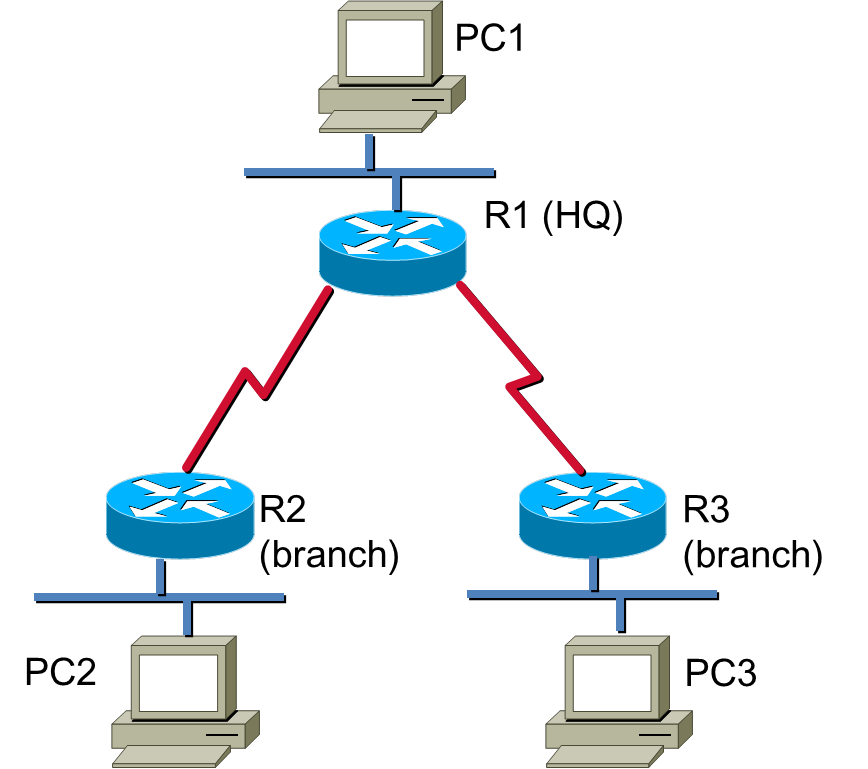 PC1
R1 (HQ)
R2
(branch)
R3
(branch)
PC2
PC3